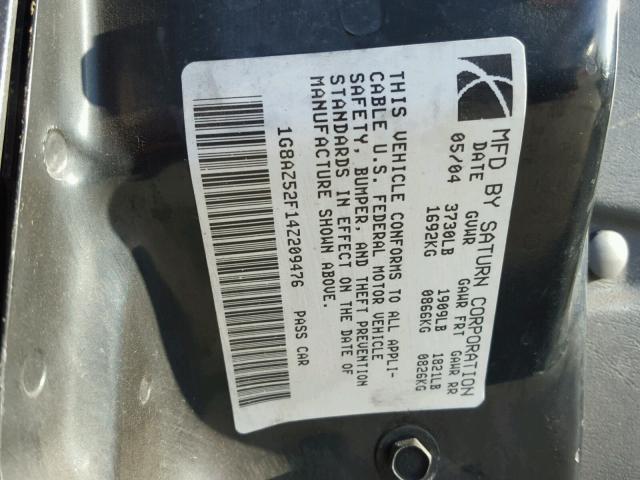 MFD BY SATURN CORPORATION
DATE GVWR GAWR FRT GAWR RR
05/04 3730LB 1909LB 1821LB
1692KG 0866KG 0826KG
THIS VEHICLE CONFORMS TO ALL APPLI-
CABLE U.S. FEDERAL MOTOR VEHICLE
SAFETY, BUMPER, AND THEFT PREVENTION
STANDARDS IN EFFECT ON THE DATE OF
MANUFACTURE SHOWN ABOVE.
1G8AZ52F14Z209476 PASS CAR